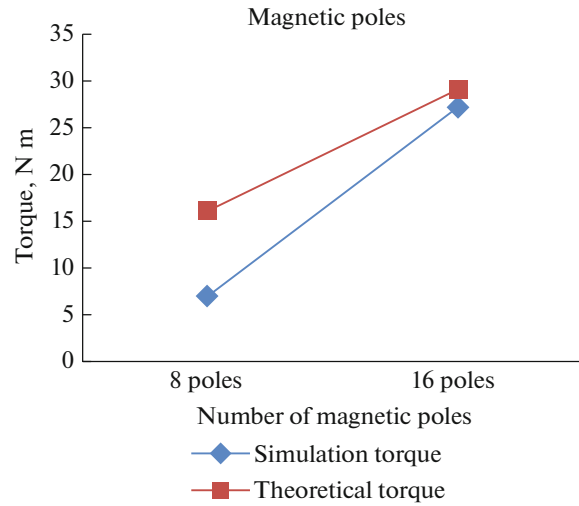 Magnetic poles
35
30
25
20
15
10
5
0
Torque, N m
8 poles 16 poles
Number of magnetic poles
Simulation torque
Theoretical torque